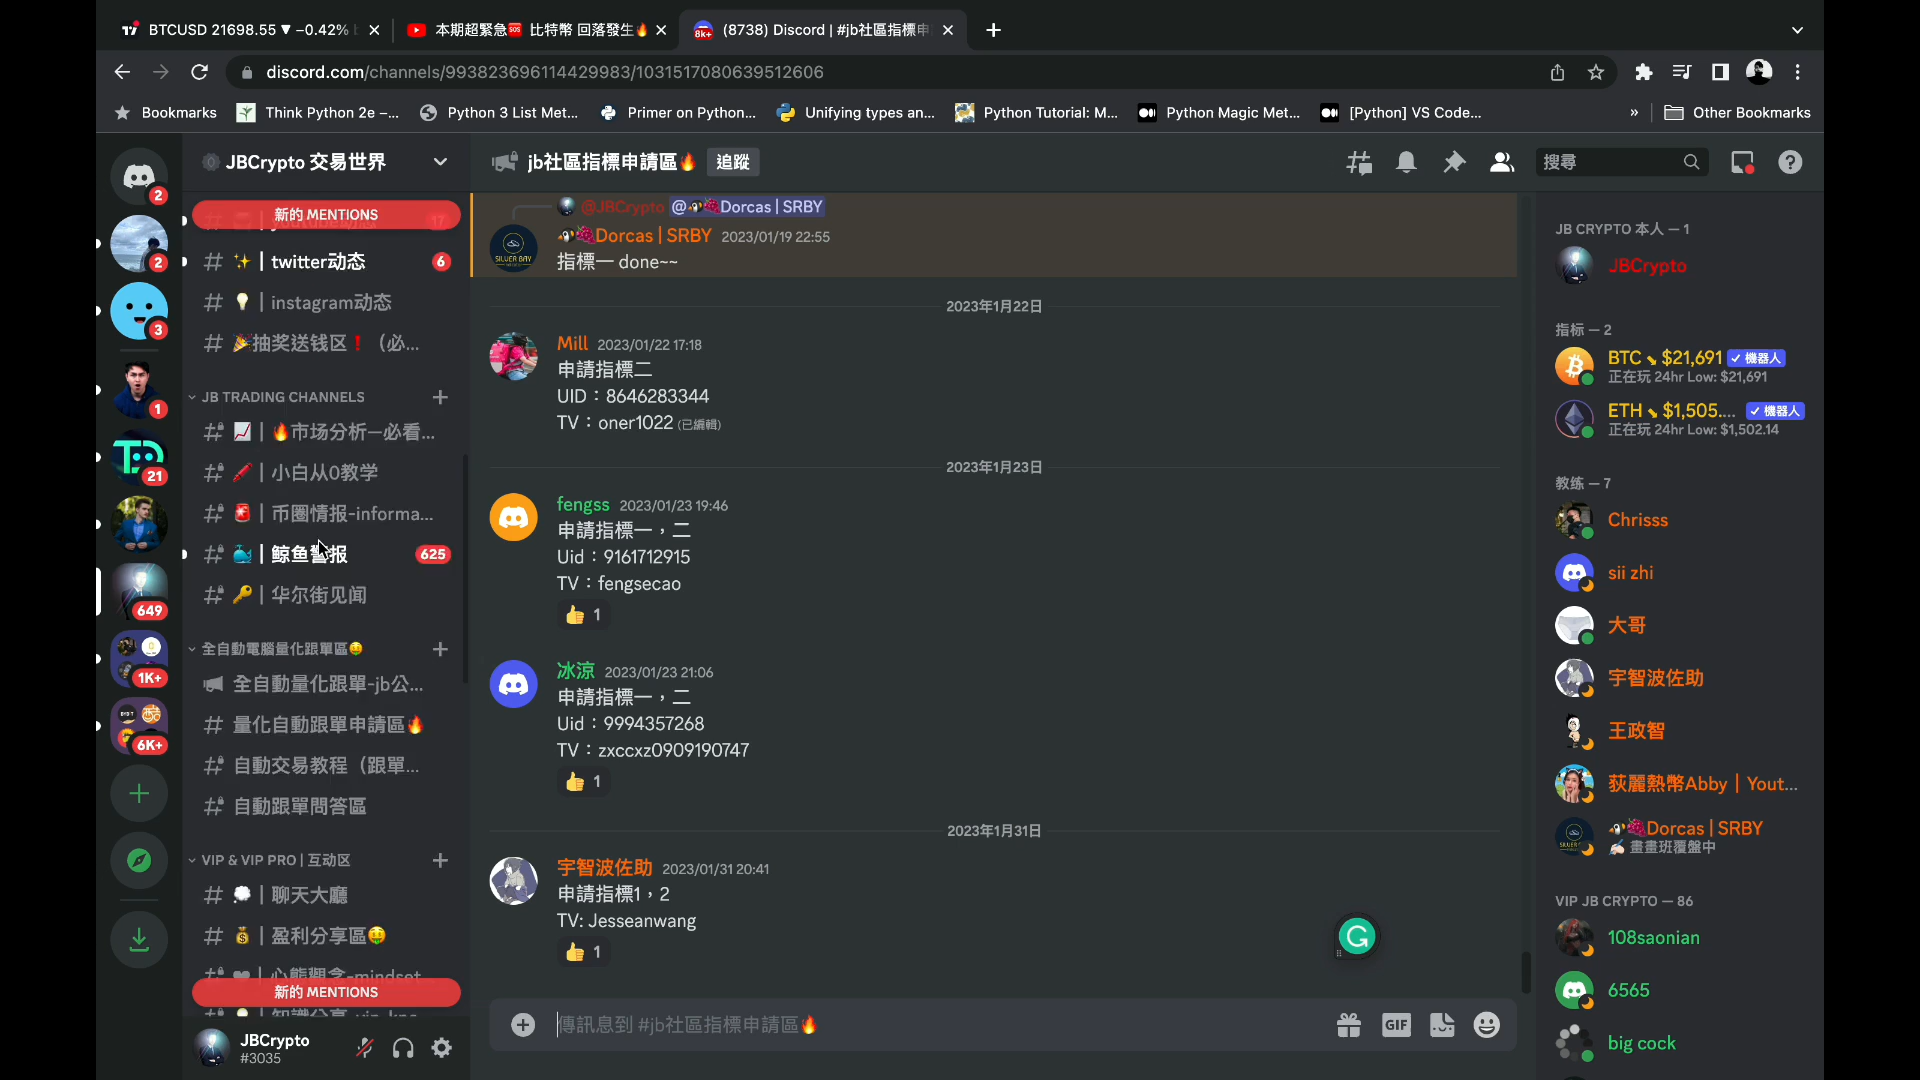 BTCUSD 21698.55 ▼ −0.42%
本期超緊急🆘 比特幣 回落發生🔥
(8738) Discord | #jb社區指標申
discord.com/channels/993823696114429983/1031517080639512606
Bookmarks
Think Python 2e –...
Python 3 List Met...
Primer on Python...
Unifying types an...
Python Tutorial: M...
Python Magic Met...
[Python] VS Code...
»
Other Bookmarks
2
2
3
1
21
649
1K+
6K+
JBCrypto 交易世界
新的 MENTIONS
# ✨ | twitter动态 6
# 💡 | instagram动态
# 🎉抽奖送钱区❗（必...
JB TRADING CHANNELS
# 📈 | 🔥市场分析—必看...
# 🧨 | 小白从0教学
# 🚨 | 币圈情报-informa...
# 🐳 | 鲸鱼警报 625
# 🔑 | 华尔街见闻
全自動電腦量化跟單區🤑
全自動量化跟單-jb公...
# 量化自動跟單申請區🔥
# 自動交易教程（跟單...
# 自動跟單問答區
VIP & VIP PRO | 互动区
# 💭 | 聊天大廳
# 💰 | 盈利分享區🤑
新的 MENTIONS
JBCrypto
#3035
jb社區指標申請區🔥 追蹤
搜尋
@JBCrypto @🐧🍇Dorcas | SRBY
🐧🍇Dorcas | SRBY 2023/01/19 22:55
指標一 done~~
2023年1月22日
Mill 2023/01/22 17:18
申請指標二
UID：8646283344
TV：oner1022 (已編輯)
2023年1月23日
fengss 2023/01/23 19:46
申請指標一，二
Uid：9161712915
TV：fengsecao
👍 1
冰涼 2023/01/23 21:06
申請指標一，二
Uid：9994357268
TV：zxccxz0909190747
👍 1
2023年1月31日
宇智波佐助 2023/01/31 20:41
申請指標1，2
TV: Jesseanwang
👍 1
傳訊息到 #jb社區指標申請區🔥
GIF
JB CRYPTO 本人 — 1
JBCrypto
指标 — 2
BTC ⬊ $21,691 ✓ 機器人
正在玩 24hr Low: $21,691
ETH ⬊ $1,505.... ✓ 機器人
正在玩 24hr Low: $1,502.14
教练 — 7
Chrisss
sii zhi
大哥
宇智波佐助
王政智
荻麗熱幣Abby｜Yout...
🐧🍇Dorcas | SRBY
✍🏻 畫畫班覆盤中
VIP JB CRYPTO — 86
108saonian
6565
big cock